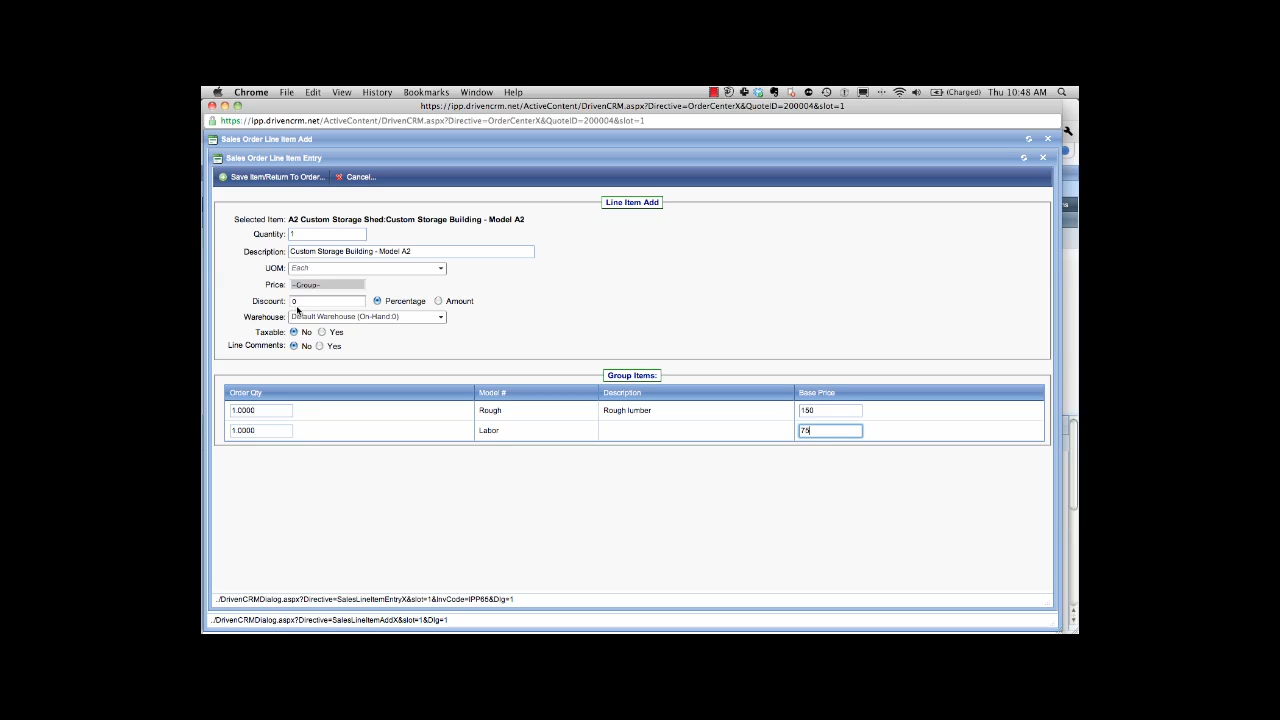 Chrome File Edit View History Bookmarks Window Help (Charged) Thu 10:48 AM
https://ipp.drivencrm.net/ActiveContent/DrivenCRM.aspx?Directive=OrderCenterX&QuoteID=200004&slot=1
https://ipp.drivencrm.net/ActiveContent/DrivenCRM.aspx?Directive=OrderCenterX&QuoteID=200004&slot=1
Sales Order Line Item Add
Sales Order Line Item Entry
Save Item/Return To Order... Cancel...
Line Item Add
Selected Item: A2 Custom Storage Shed:Custom Storage Building - Model A2
Quantity: 1
Description: Custom Storage Building - Model A2
UOM: Each
Price: --Group--
Discount: 0 Percentage Amount
Warehouse: Default Warehouse (On-Hand:0)
Taxable: No Yes
Line Comments: No Yes
Group Items:
Order Qty Model # Description Base Price
1.0000 Rough Rough lumber 150
1.0000 Labor 75
../DrivenCRMDialog.aspx?Directive=SalesLineItemEntryX&slot=1&InvCode=IPP65&Dlg=1
../DrivenCRMDialog.aspx?Directive=SalesLineItemAddX&slot=1&Dlg=1